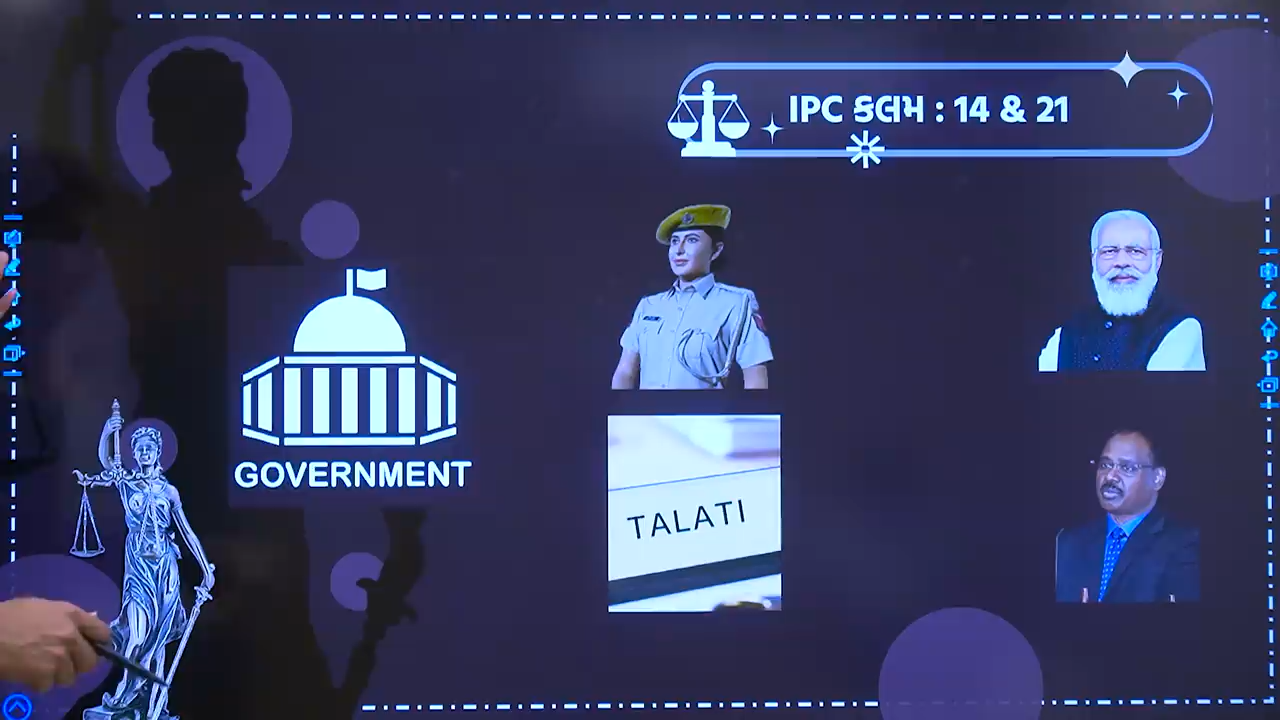 IPC કલમ : 14 & 21
GOVERNMENT
TALATI